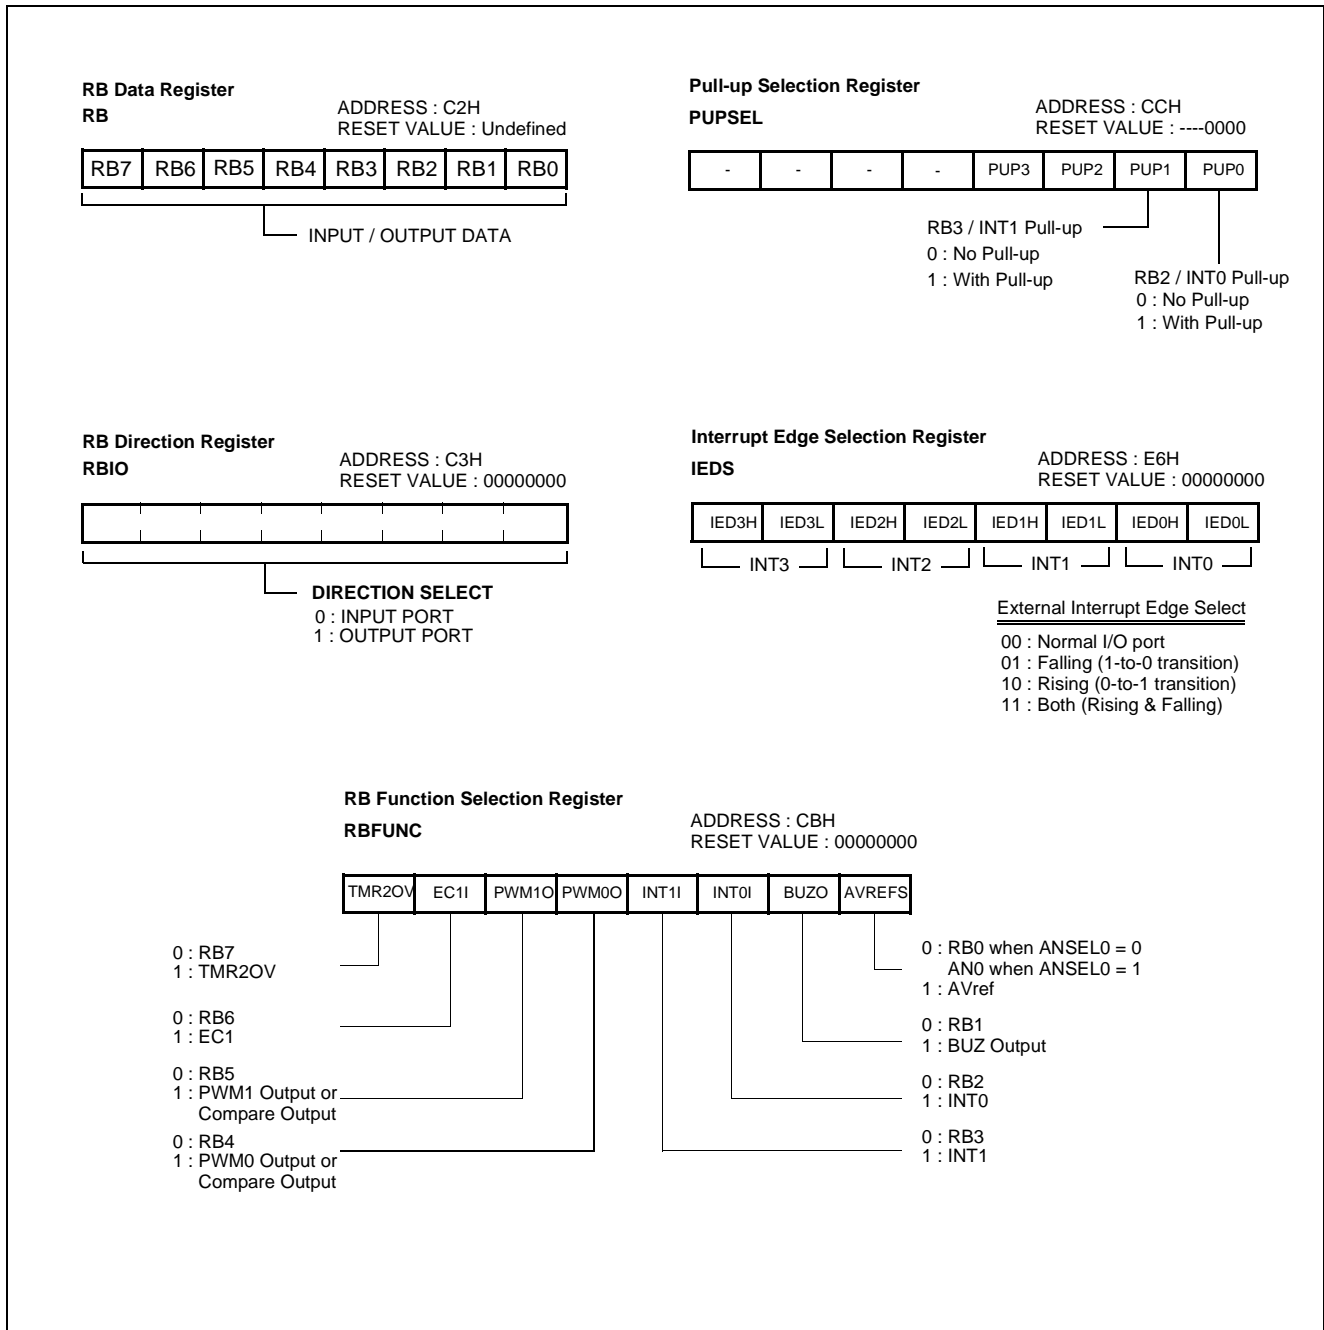 RB Data Register
RB
ADDRESS : C2H
RESET VALUE : Undefined
RB7 RB6 RB5 RB4 RB3 RB2 RB1 RB0
INPUT / OUTPUT DATA
Pull-up Selection Register
PUPSEL
ADDRESS : CCH
RESET VALUE : ----0000
- - - - PUP3 PUP2 PUP1 PUP0
RB3 / INT1 Pull-up
0 : No Pull-up
1 : With Pull-up
RB2 / INT0 Pull-up
0 : No Pull-up
1 : With Pull-up
RB Direction Register
RBIO
ADDRESS : C3H
RESET VALUE : 00000000
DIRECTION SELECT
0 : INPUT PORT
1 : OUTPUT PORT
Interrupt Edge Selection Register
IEDS
ADDRESS : E6H
RESET VALUE : 00000000
IED3H IED3L IED2H IED2L IED1H IED1L IED0H IED0L
INT3 INT2 INT1 INT0
External Interrupt Edge Select
00 : Normal I/O port
01 : Falling (1-to-0 transition)
10 : Rising (0-to-1 transition)
11 : Both (Rising & Falling)
RB Function Selection Register
RBFUNC
ADDRESS : CBH
RESET VALUE : 00000000
TMR2OV EC1I PWM1O PWM0O INT1I INT0I BUZO AVREFS
0 : RB7
1 : TMR2OV
0 : RB6
1 : EC1
0 : RB5
1 : PWM1 Output or
Compare Output
0 : RB4
1 : PWM0 Output or
Compare Output
0 : RB0 when ANSEL0 = 0
AN0 when ANSEL0 = 1
1 : AVref
0 : RB1
1 : BUZ Output
0 : RB2
1 : INT0
0 : RB3
1 : INT1